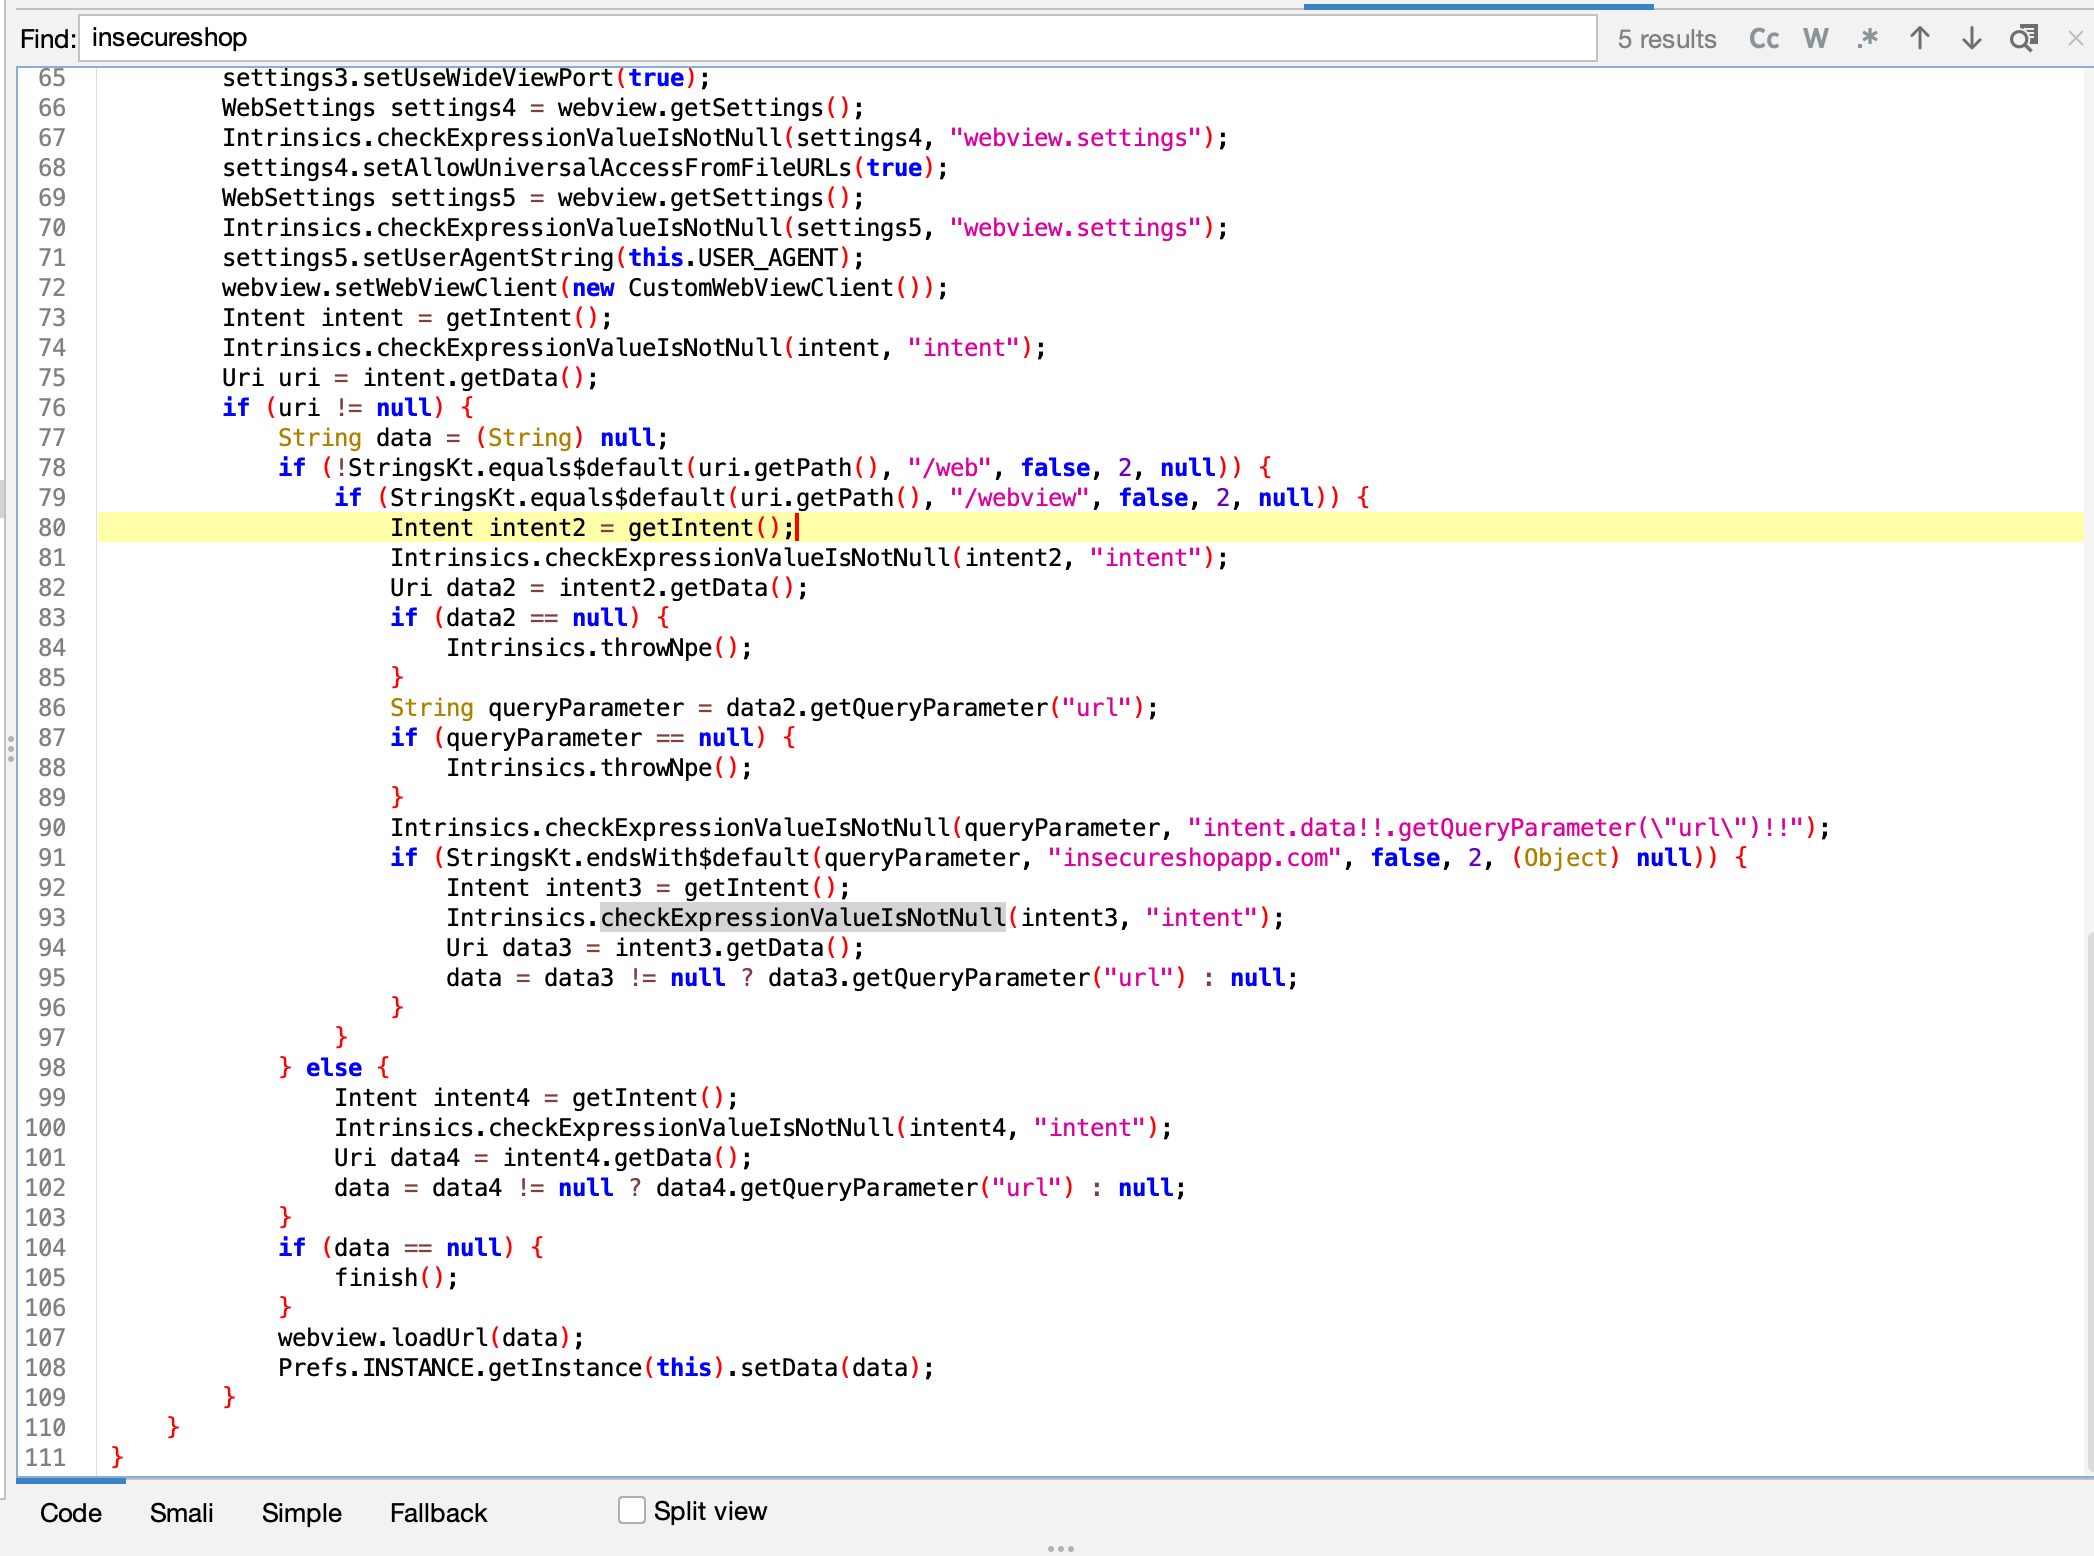 Find: insecureshop 5 results Cc W .*
65 settings3.setUseWideViewPort(true);
66 WebSettings settings4 = webview.getSettings();
67 Intrinsics.checkExpressionValueIsNotNull(settings4, "webview.settings");
68 settings4.setAllowUniversalAccessFromFileURLs(true);
69 WebSettings settings5 = webview.getSettings();
70 Intrinsics.checkExpressionValueIsNotNull(settings5, "webview.settings");
71 settings5.setUserAgentString(this.USER_AGENT);
72 webview.setWebViewClient(new CustomWebViewClient());
73 Intent intent = getIntent();
74 Intrinsics.checkExpressionValueIsNotNull(intent, "intent");
75 Uri uri = intent.getData();
76 if (uri != null) {
77 String data = (String) null;
78 if (!StringsKt.equals$default(uri.getPath(), "/web", false, 2, null)) {
79 if (StringsKt.equals$default(uri.getPath(), "/webview", false, 2, null)) {
80 Intent intent2 = getIntent();
81 Intrinsics.checkExpressionValueIsNotNull(intent2, "intent");
82 Uri data2 = intent2.getData();
83 if (data2 == null) {
84 Intrinsics.throwNpe();
85 }
86 String queryParameter = data2.getQueryParameter("url");
87 if (queryParameter == null) {
88 Intrinsics.throwNpe();
89 }
90 Intrinsics.checkExpressionValueIsNotNull(queryParameter, "intent.data!!.getQueryParameter(\"url\")!!");
91 if (StringsKt.endsWith$default(queryParameter, "insecureshopapp.com", false, 2, (Object) null)) {
92 Intent intent3 = getIntent();
93 Intrinsics.checkExpressionValueIsNotNull(intent3, "intent");
94 Uri data3 = intent3.getData();
95 data = data3 != null ? data3.getQueryParameter("url") : null;
96 }
97 }
98 } else {
99 Intent intent4 = getIntent();
100 Intrinsics.checkExpressionValueIsNotNull(intent4, "intent");
101 Uri data4 = intent4.getData();
102 data = data4 != null ? data4.getQueryParameter("url") : null;
103 }
104 if (data == null) {
105 finish();
106 }
107 webview.loadUrl(data);
108 Prefs.INSTANCE.getInstance(this).setData(data);
109 }
110 }
111 }
Code Smali Simple Fallback Split view